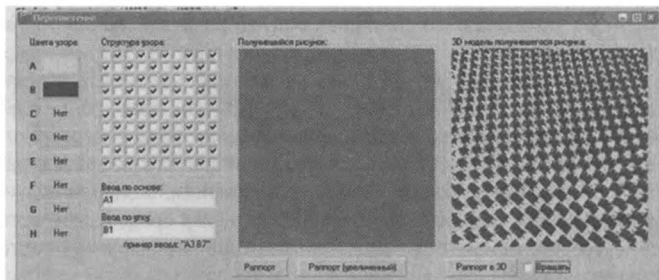 Переплетение
Цвета узора: Структура узора: Получившийся рисунок: 3D модель получившегося рисунка:
A
B
C Нет
D Нет
E Нет
F Нет
G Нет
H Нет
Ввод по основе:
A1
Ввод по утку:
B1
пример ввода: "A3 B7"
Раппорт Раппорт (увеличенный) Раппорт в 3D Вращать